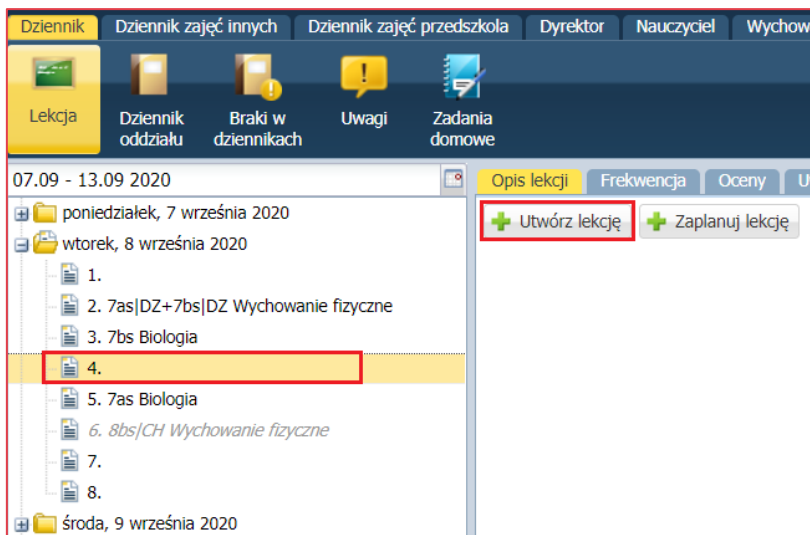 Dziennik Dziennik zajęć innych Dziennik zajęć przedszkola Dyrektor Nauczyciel Wychow
Lekcja Dziennik oddziału Braki w dziennikach Uwagi Zadania domowe
07.09 - 13.09 2020
Opis lekcji Frekwencja Oceny U
Utwórz lekcję Zaplanuj lekcję
poniedziałek, 7 września 2020
wtorek, 8 września 2020
1.
2. 7as|DZ+7bs|DZ Wychowanie fizyczne
3. 7bs Biologia
4.
5. 7as Biologia
6. 8bs|CH Wychowanie fizyczne
7.
8.
środa, 9 września 2020